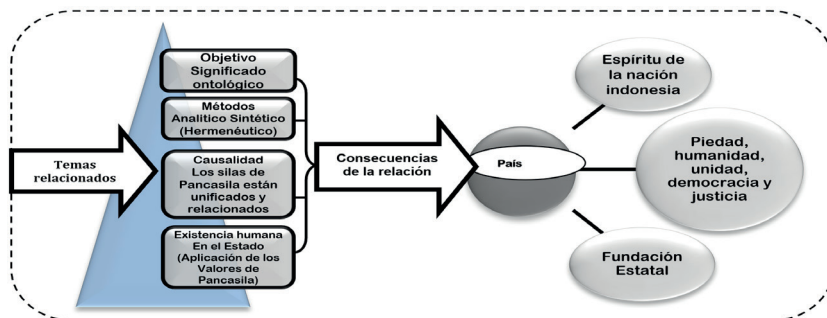 Temas
relacionados
Objetivo
Significado
ontológico
Métodos
Analítico Sintético
(Hermenéutico)
Causalidad
Los silas de
Pancasila están
unificados y
relacionados
Existencia humana
En el Estado
(Aplicación de los
Valores de
Pancasila)
Consecuencias
de la relación
País
Espíritu de
la nación
indonesia
Piedad,
humanidad,
unidad,
democracia y
justicia
Fundación
Estatal